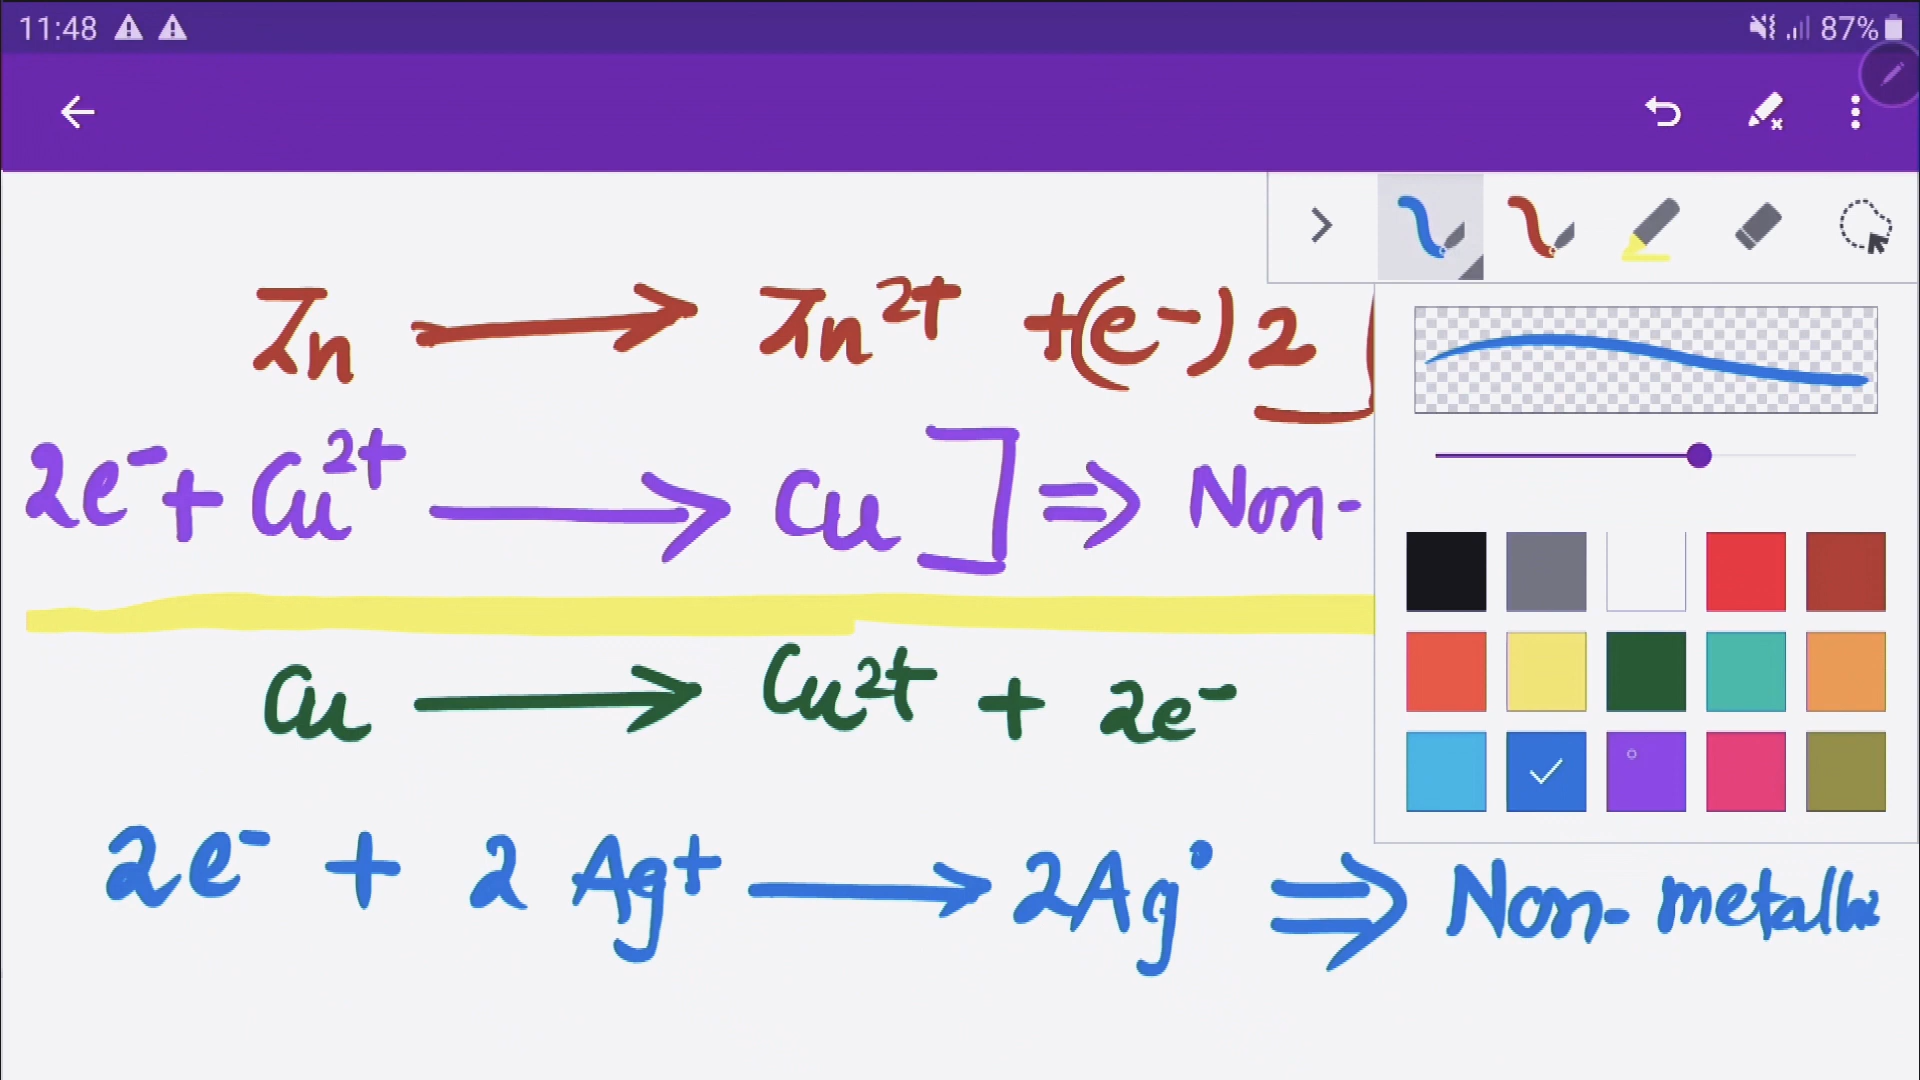 11:48 87%
Zn → Zn²⁺ +(e⁻)2]
2e⁻ + Cu²⁺ → Cu] ⇒ Non-
Cu → Cu²⁺ + 2e⁻
2e⁻ + 2 Ag⁺ → 2Ag° ⇒ Non-metallic